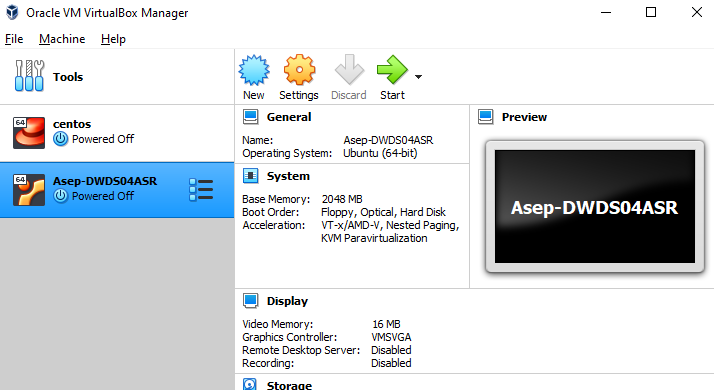 Oracle VM VirtualBox Manager
File Machine Help
Tools
New Settings Discard Start
64 centos
Powered Off
64 Asep-DWDS04ASR
Powered Off
General
Name: Asep-DWDS04ASR
Operating System: Ubuntu (64-bit)
System
Base Memory: 2048 MB
Boot Order: Floppy, Optical, Hard Disk
Acceleration: VT-x/AMD-V, Nested Paging,
KVM Paravirtualization
Preview
Asep-DWDS04ASR
Display
Video Memory: 16 MB
Graphics Controller: VMSVGA
Remote Desktop Server: Disabled
Recording: Disabled
Storage